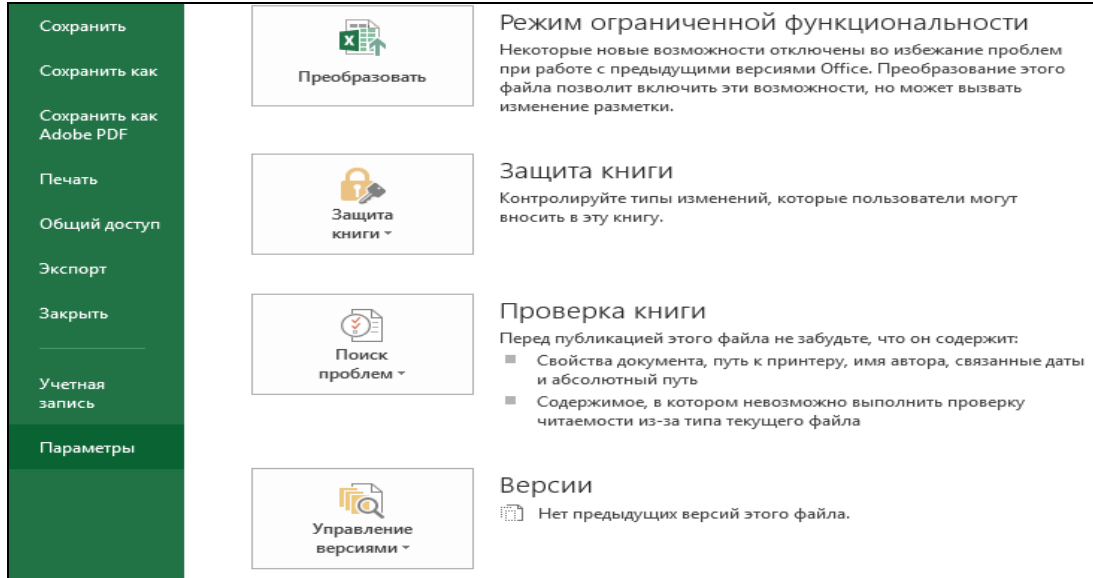 Сохранить
Сохранить как
Сохранить как
Adobe PDF
Печать
Общий доступ
Экспорт
Закрыть
Учетная
запись
Параметры
Преобразовать
Режим ограниченной функциональности
Некоторые новые возможности отключены во избежание проблем
при работе с предыдущими версиями Office. Преобразование этого
файла позволит включить эти возможности, но может вызвать
изменение разметки.
Защита
книги
Защита книги
Контролируйте типы изменений, которые пользователи могут
вносить в эту книгу.
Поиск
проблем
Проверка книги
Перед публикацией этого файла не забудьте, что он содержит:
Свойства документа, путь к принтеру, имя автора, связанные даты
и абсолютный путь
Содержимое, в котором невозможно выполнить проверку
читаемости из-за типа текущего файла
Управление
версиями
Версии
Нет предыдущих версий этого файла.